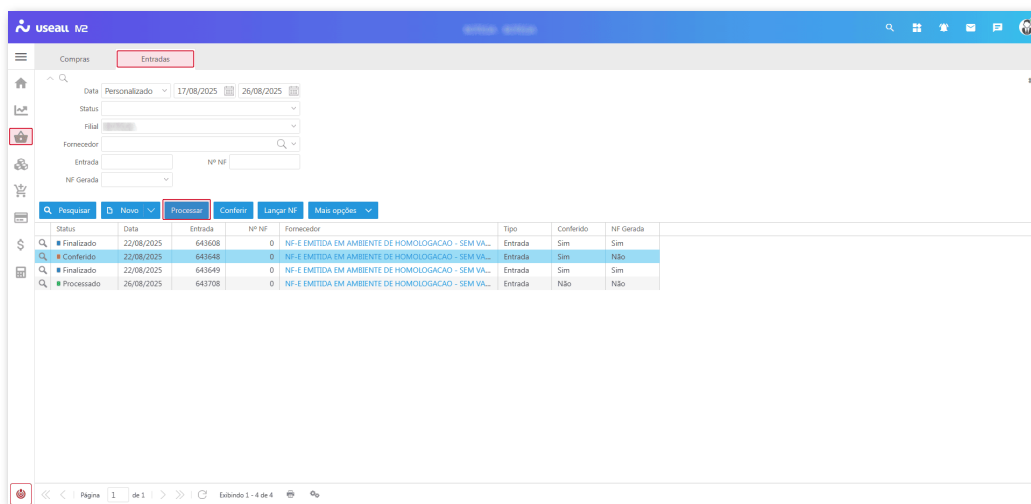 useall M2
Compras Entradas
Data Personalizado 17/08/2025 26/08/2025
Status
Filial
Fornecedor
Entrada Nº NF
NF Gerada
Pesquisar Novo Processar Conferir Lançar NF Mais opções
Status Data Entrada Nº NF Fornecedor Tipo Conferido NF Gerada
Finalizado 22/08/2025 643608 0 NF-E EMITIDA EM AMBIENTE DE HOMOLOGACAO - SEM VA... Entrada Sim Sim
Conferido 22/08/2025 643648 0 NF-E EMITIDA EM AMBIENTE DE HOMOLOGACAO - SEM VA... Entrada Sim Não
Finalizado 22/08/2025 643649 0 NF-E EMITIDA EM AMBIENTE DE HOMOLOGACAO - SEM VA... Entrada Sim Sim
Processado 26/08/2025 643708 0 NF-E EMITIDA EM AMBIENTE DE HOMOLOGACAO - SEM VA... Entrada Não Não
Página 1 de 1 Exibindo 1 - 4 de 4